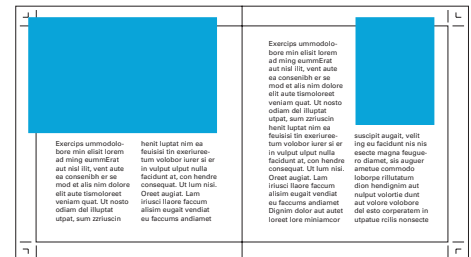 Exercips ummodolo-
bore min elisit lorem
ad ming eummErat
aut nisl ilit, vent aute
ea consenibh er se
mod et alis nim dolore
elit aute tismoloreet
veniam quat. Ut nosto
odiam del illuptat
utpat, sum zzriuscin
henit luptat nim ea
feuisisi tin exeriuree-
tum volobor iurer si er
in vulput ulput nulla
facidunt at, con hendre
consequat. Ut lum nisi.
Oreet augiat. Lam
iriusci llaore faccum
alisim eugait vendiat
eu faccums andiamet
Exercips ummodolo-
bore min elisit lorem
ad ming eummErat
aut nisl ilit, vent aute
ea consenibh er se
mod et alis nim dolore
elit aute tismoloreet
veniam quat. Ut nosto
odiam del illuptat
utpat, sum zzriuscin
henit luptat nim ea
feuisisi tin exeriuree-
tum volobor iurer si er
in vulput ulput nulla
facidunt at, con hendre
consequat. Ut lum nisi.
Oreet augiat. Lam
iriusci llaore faccum
alisim eugait vendiat
eu faccums andiamet
Dignim dolor aut autet
loreet lore miniamcor
suscipit augait, velit
ing eu facidunt nis nis
esecte magna feugue-
ro diamet, sis auguer
ametue commodo
loborpe rillutatum
dion hendignim aut
nulput volortie dunt
aut volore volobore
del esto corperatem in
utpatue rcilis nonsecte